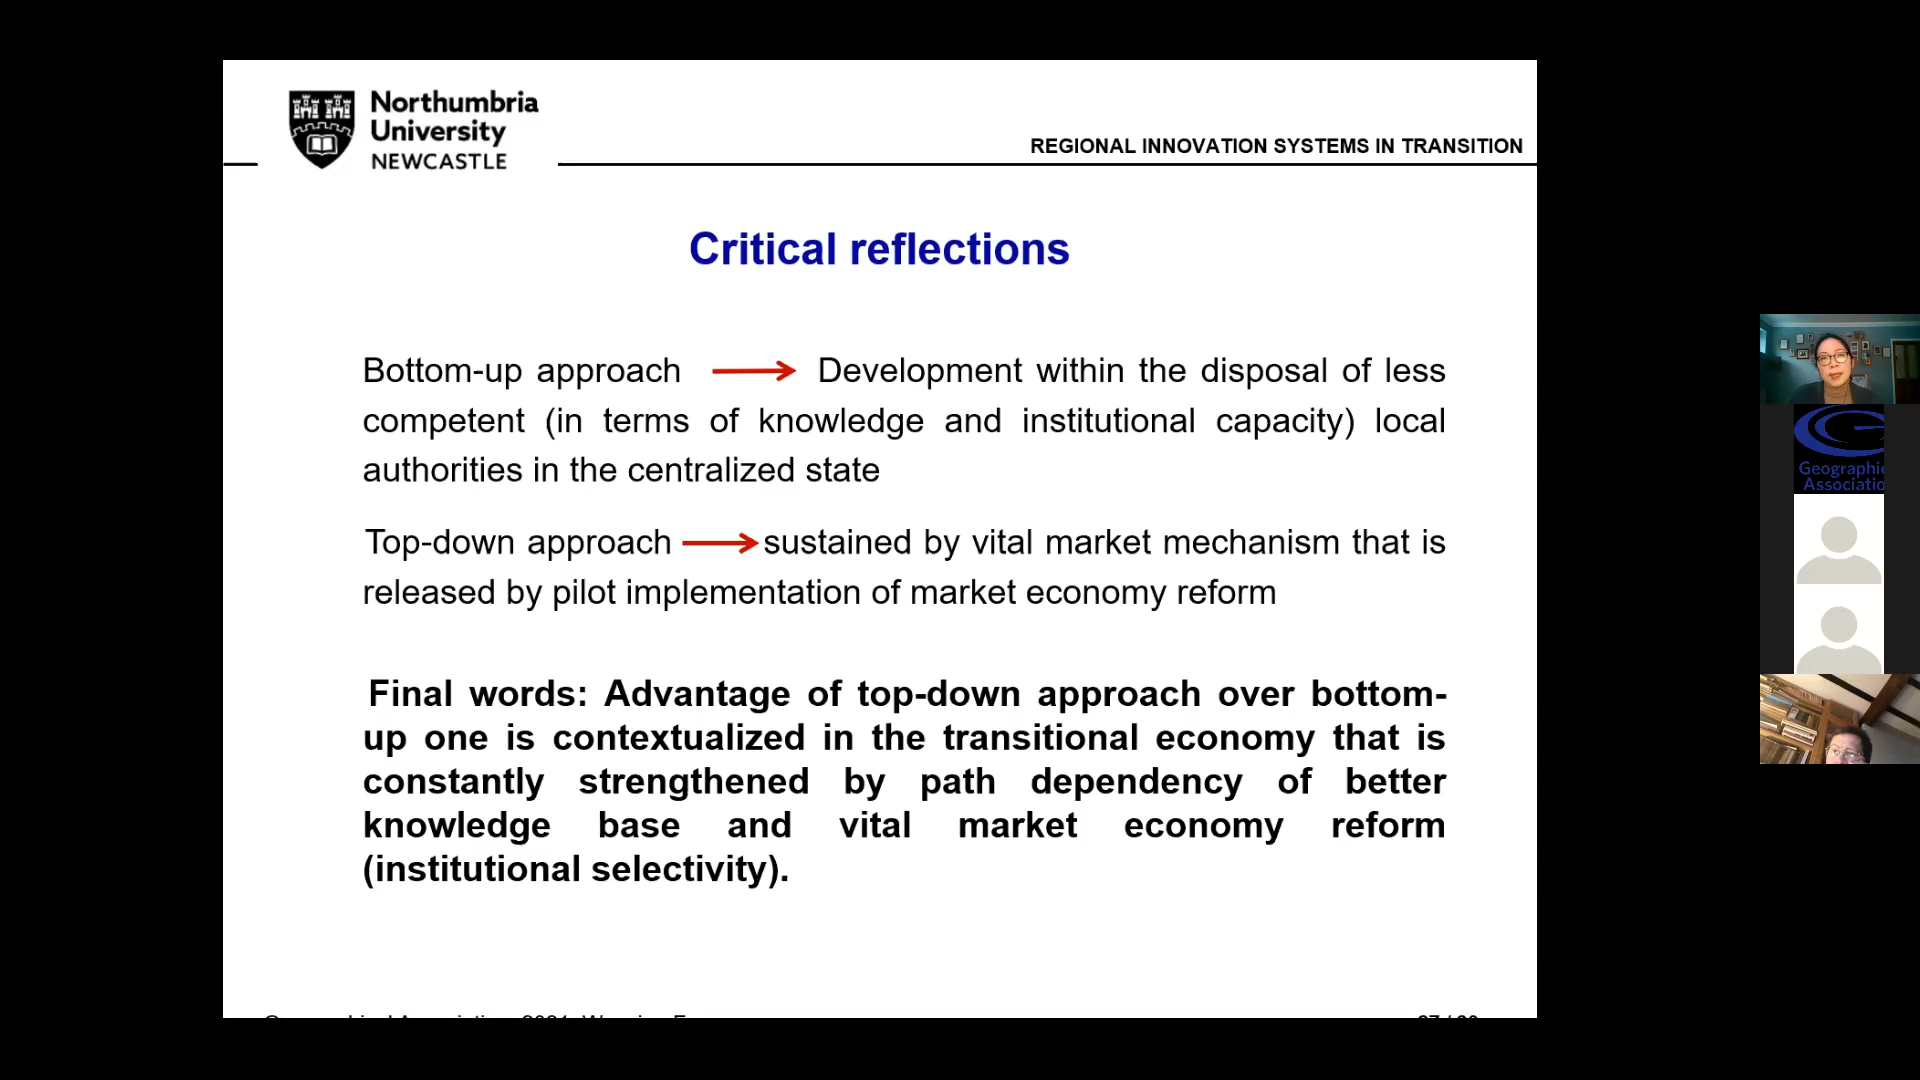 Northumbria
University
NEWCASTLE
REGIONAL INNOVATION SYSTEMS IN TRANSITION
Critical reflections
Bottom-up approach → Development within the disposal of less
competent (in terms of knowledge and institutional capacity) local
authorities in the centralized state
Top-down approach → sustained by vital market mechanism that is
released by pilot implementation of market economy reform
Final words: Advantage of top-down approach over bottom-
up one is contextualized in the transitional economy that is
constantly strengthened by path dependency of better
knowledge base and vital market economy reform
(institutional selectivity).
Geographic
Associatio